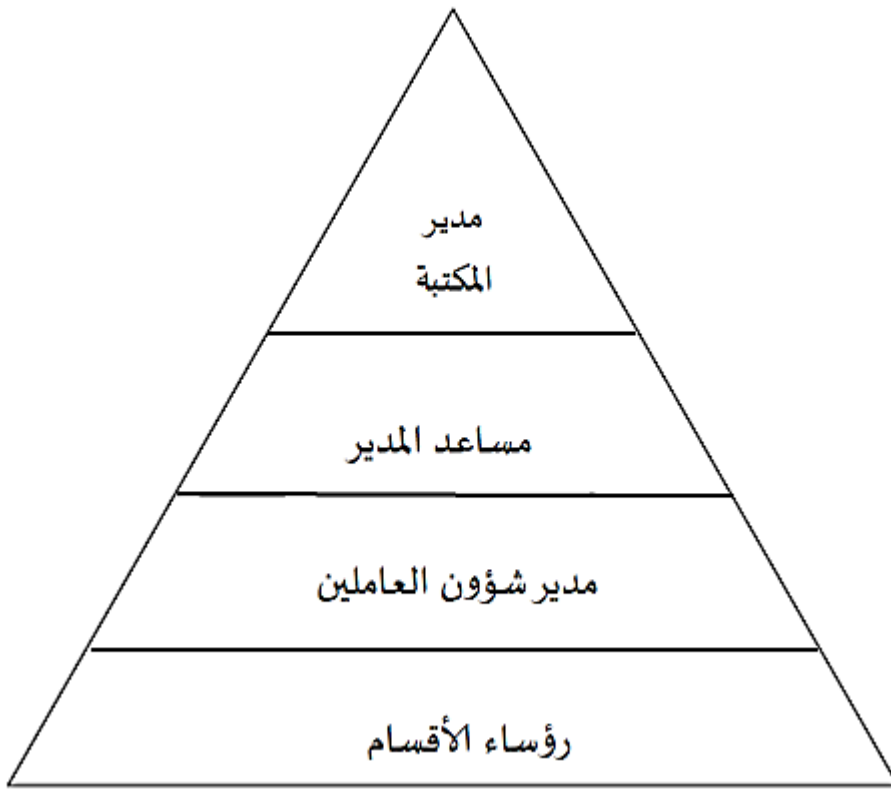 مدير
المكتبة
مساعد المدير
مدير شؤون العاملين
رؤساء الأقسام